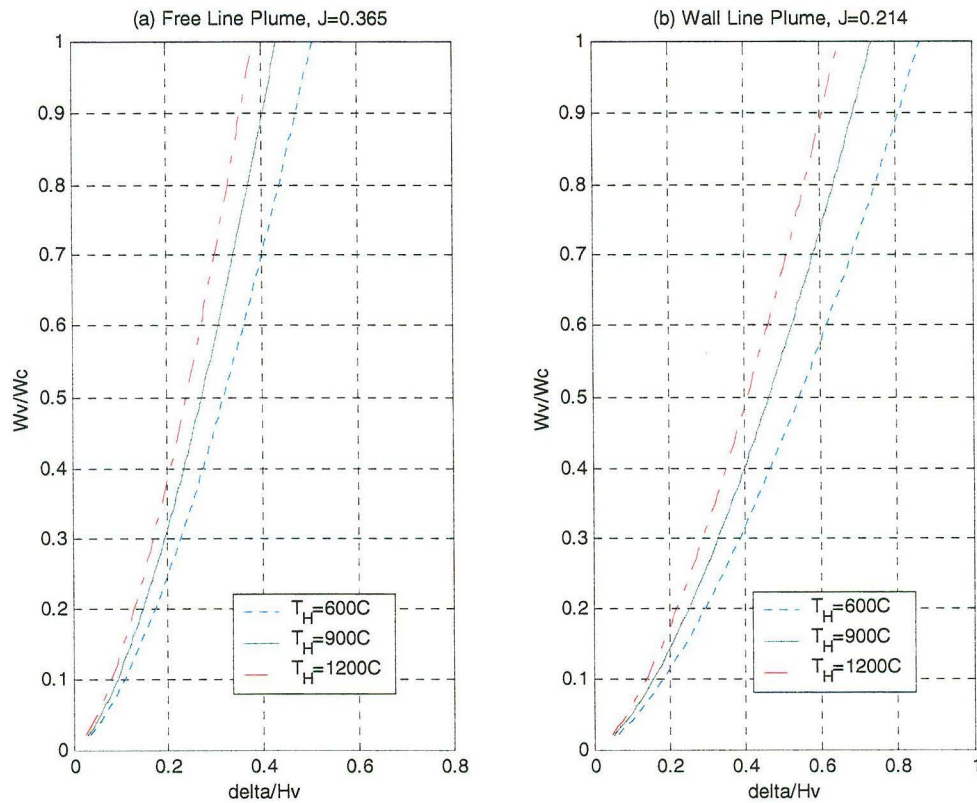 (a) Free Line Plume, J=0.365
1
0.9
0.8
0.7
0.6
0.5
0.4
0.3
0.2
0.1
0
Wv/Wc
T_H=600C
T_H=900C
T_H=1200C
0 0.2 0.4 0.6 0.8
delta/Hv
(b) Wall Line Plume, J=0.214
1
0.9
0.8
0.7
0.6
0.5
0.4
0.3
0.2
0.1
0
Wv/Wc
T_H=600C
T_H=900C
T_H=1200C
0 0.2 0.4 0.6 0.8 1
delta/Hv